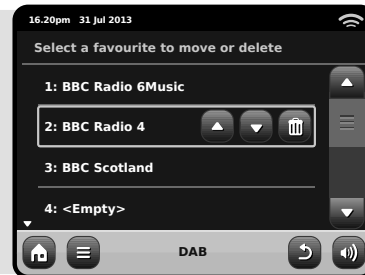 16.20pm 31 Jul 2013
Select a favourite to move or delete
1: BBC Radio 6Music
2: BBC Radio 4
3: BBC Scotland
4: <Empty>
DAB